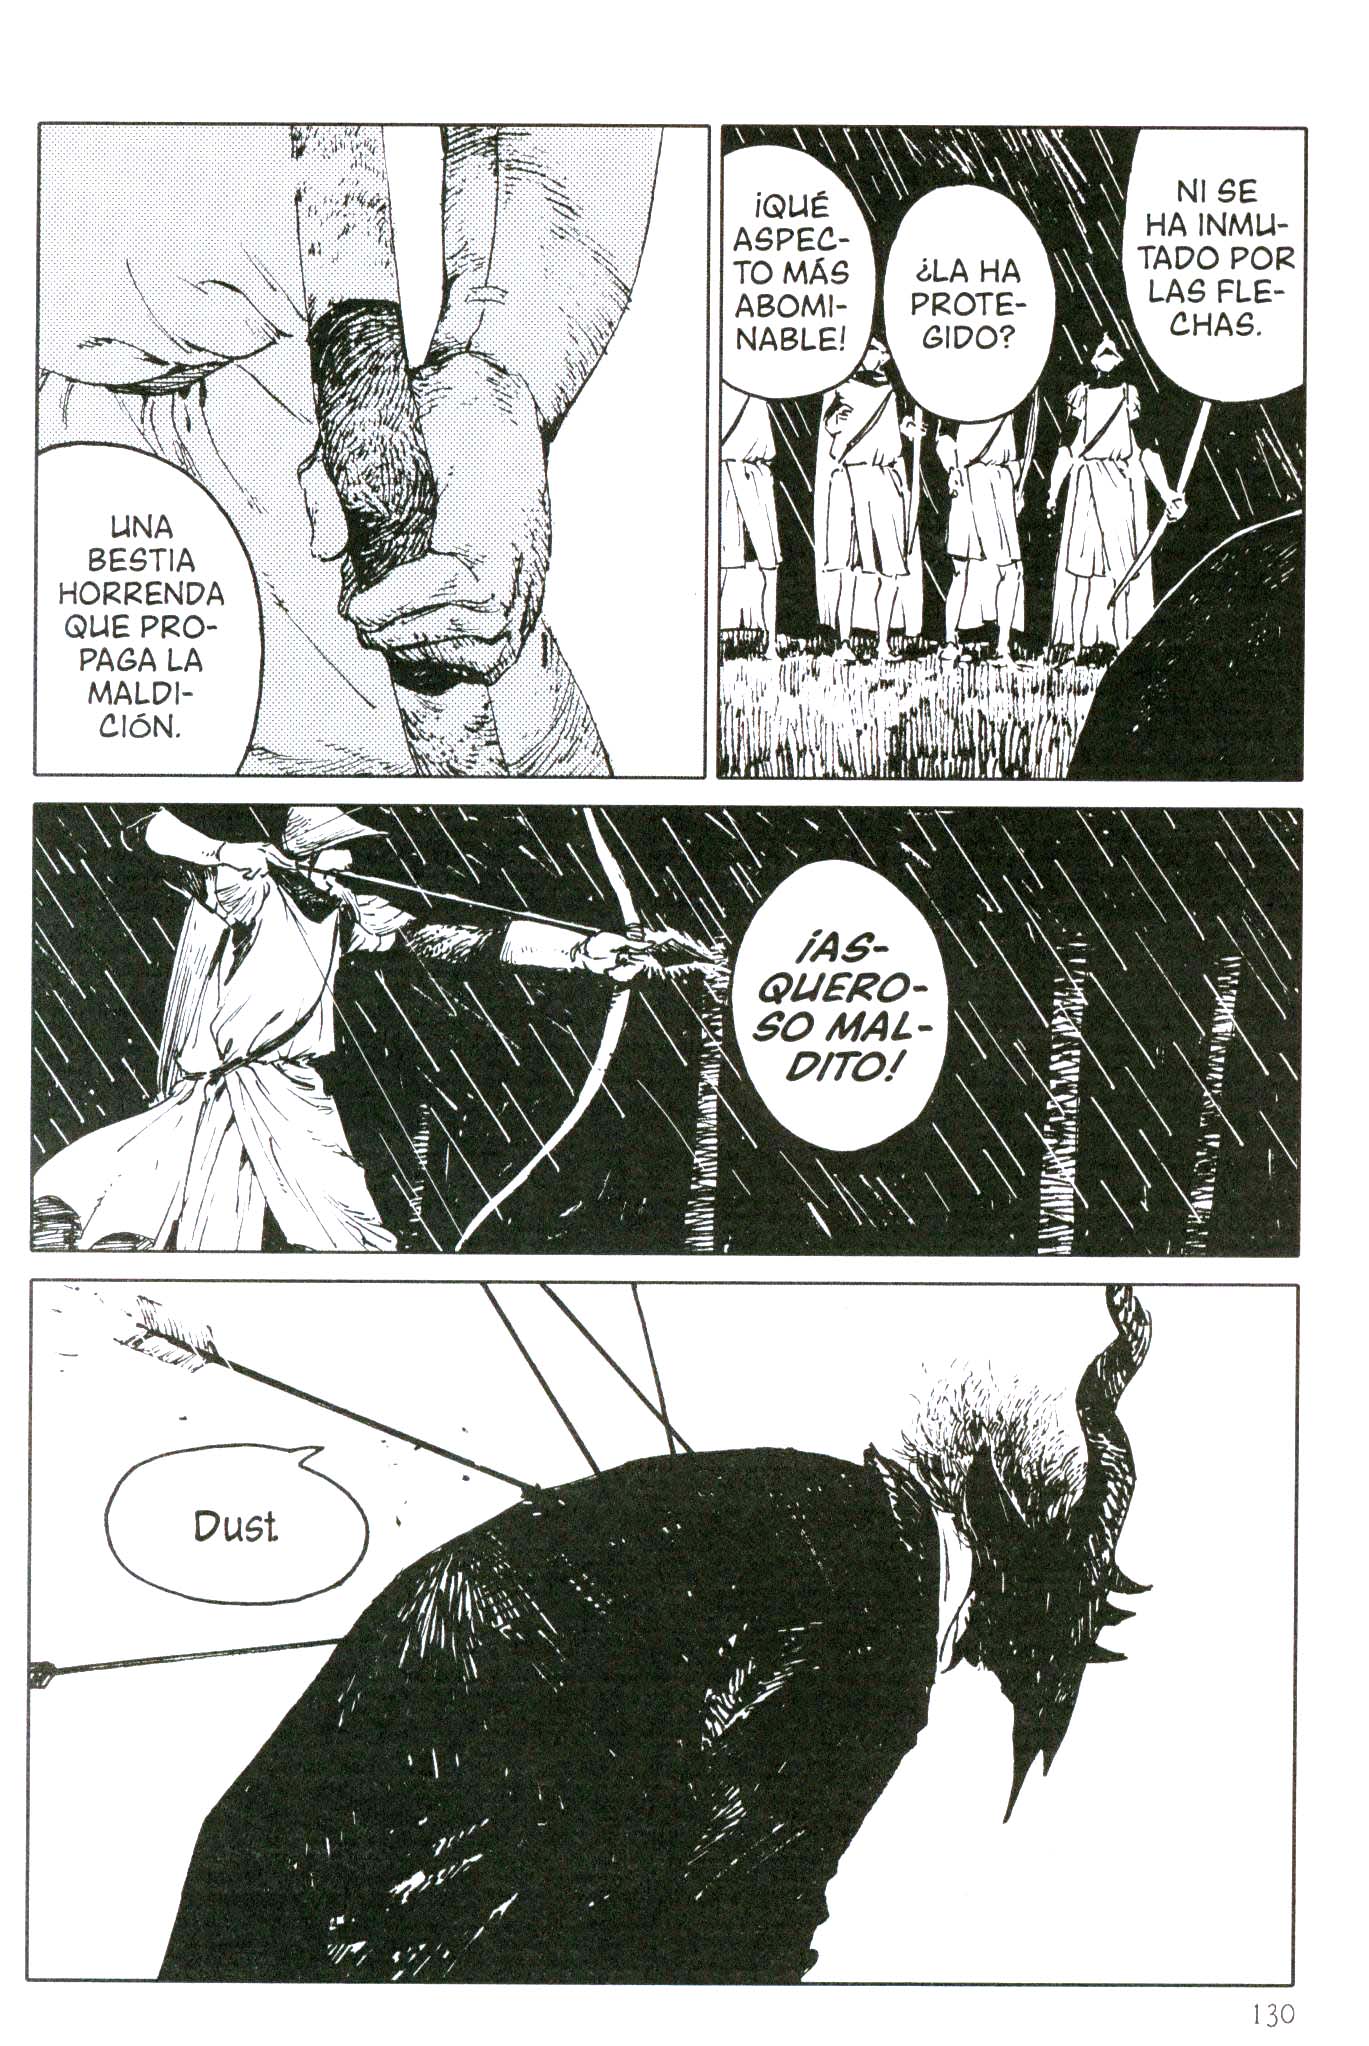 NI SE
HA INMU-
TADO POR
LAS FLE-
CHAS.
¿LA HA
PROTE-
GIDO?
¡QUÉ
ASPEC-
TO MÁS
ABOMI-
NABLE!
UNA
BESTIA
HORRENDA
QUE PRO-
PAGA LA
MALDI-
CIÓN.
¡AS-
QUERO-
SO MAL-
DITO!
Dust.
130